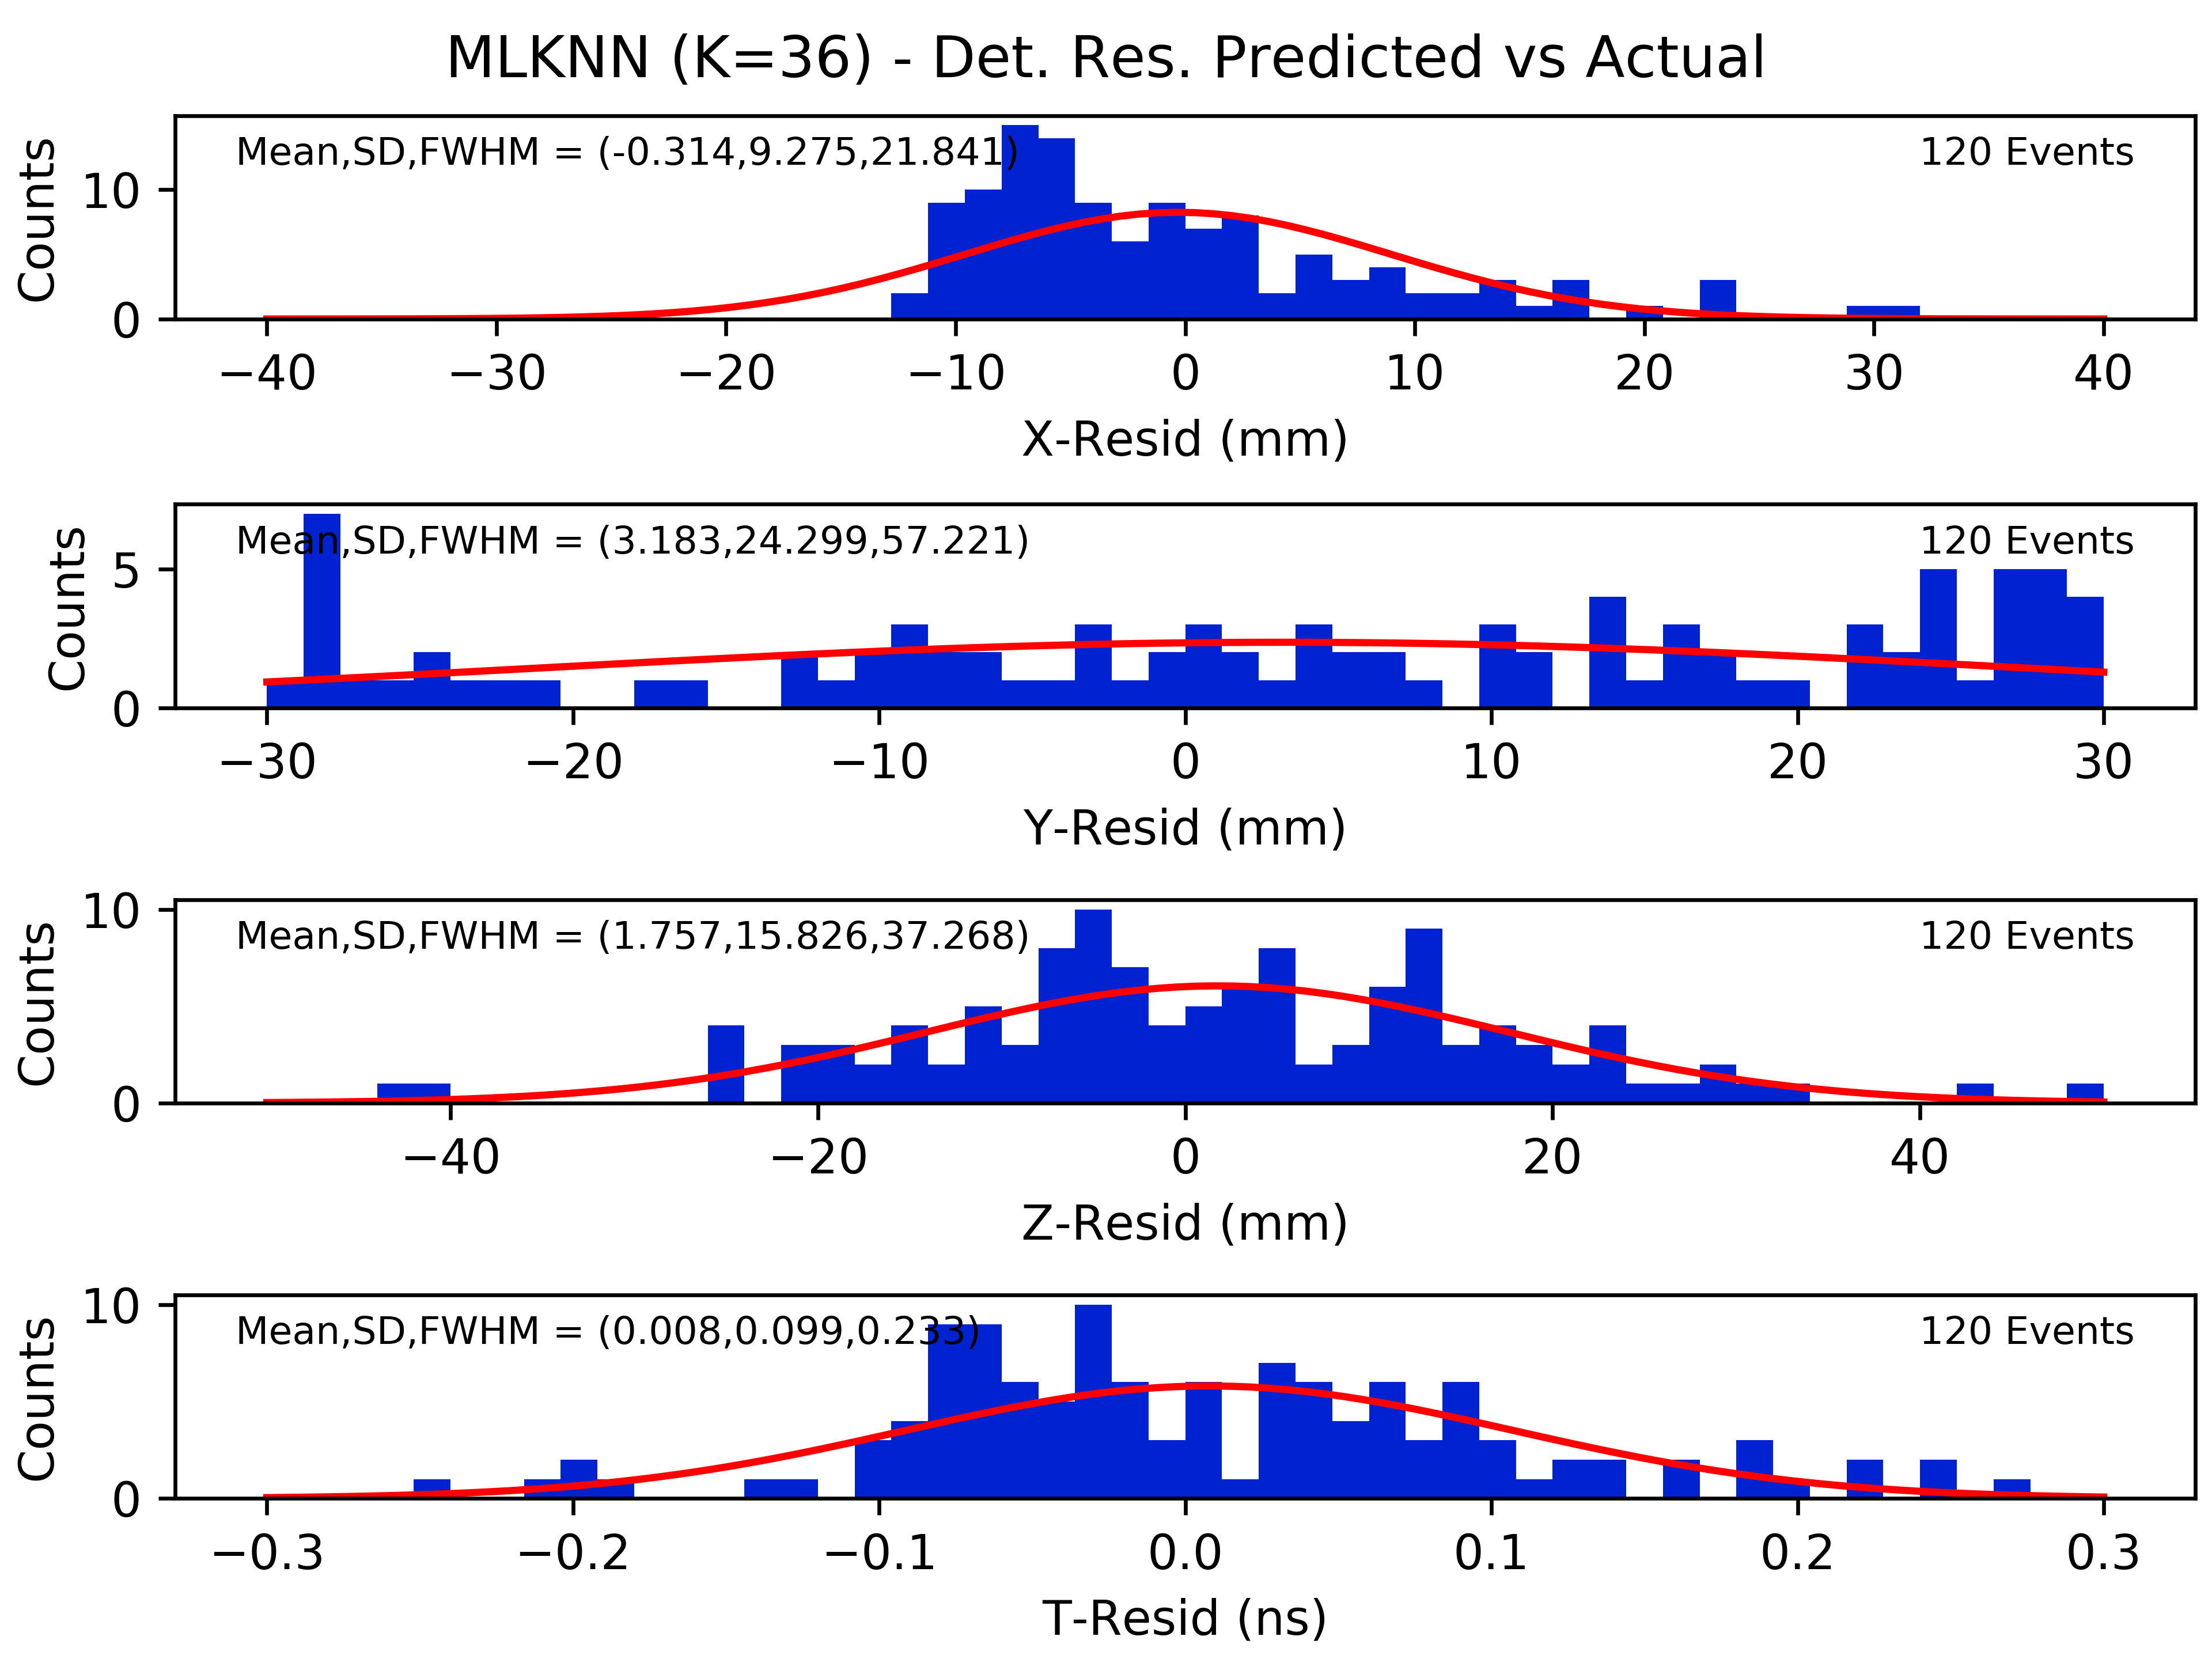 MLKNN (K=36) - Det. Res. Predicted vs Actual
Mean,SD,FWHM = (-0.314,9.275,21.841)
120 Events
Counts
10
0
−40 −30 −20 −10 0 10 20 30 40
X-Resid (mm)
Mean,SD,FWHM = (3.183,24.299,57.221)
120 Events
Counts
5
0
−30 −20 −10 0 10 20 30
Y-Resid (mm)
10
Mean,SD,FWHM = (1.757,15.826,37.268)
120 Events
Counts
0
−40 −20 0 20 40
Z-Resid (mm)
10
Mean,SD,FWHM = (0.008,0.099,0.233)
120 Events
Counts
0
−0.3 −0.2 −0.1 0.0 0.1 0.2 0.3
T-Resid (ns)